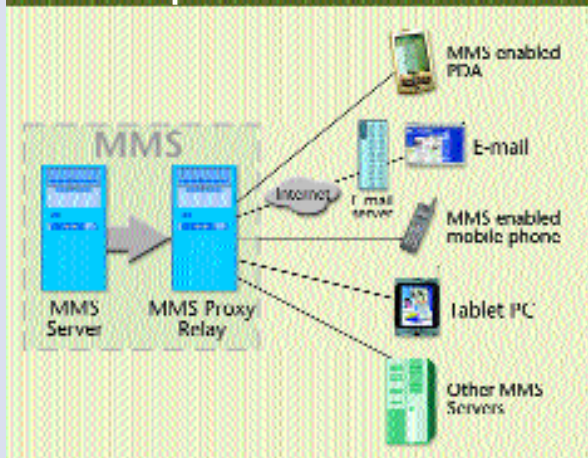 MMS enabled
PDA
MMS
E-mail
Internet
E-mail
server
MMS enabled
mobile phone
MMS
Server
MMS Proxy
Relay
Tablet PC
Other MMS
Servers